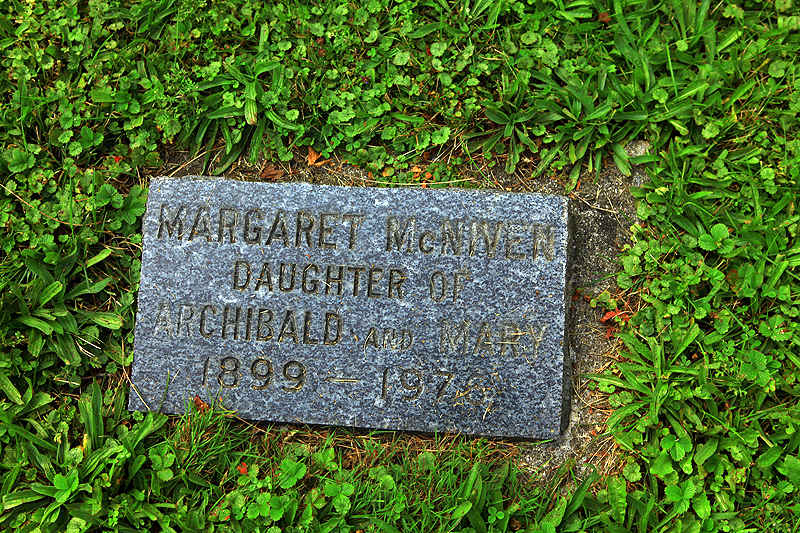 MARGARET McNIVEN
DAUGHTER OF
ARCHIBALD AND MARY
1899 —